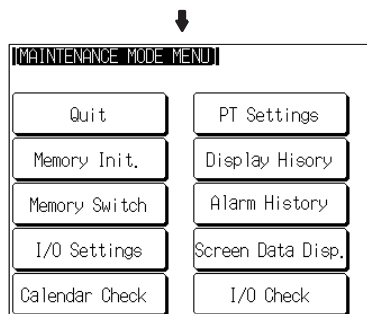 [MAINTENANCE MODE MENU]
Quit
PT Settings
Memory Init.
Display Hisory
Memory Switch
Alarm History
I/O Settings
Screen Data Disp.
Calendar Check
I/O Check